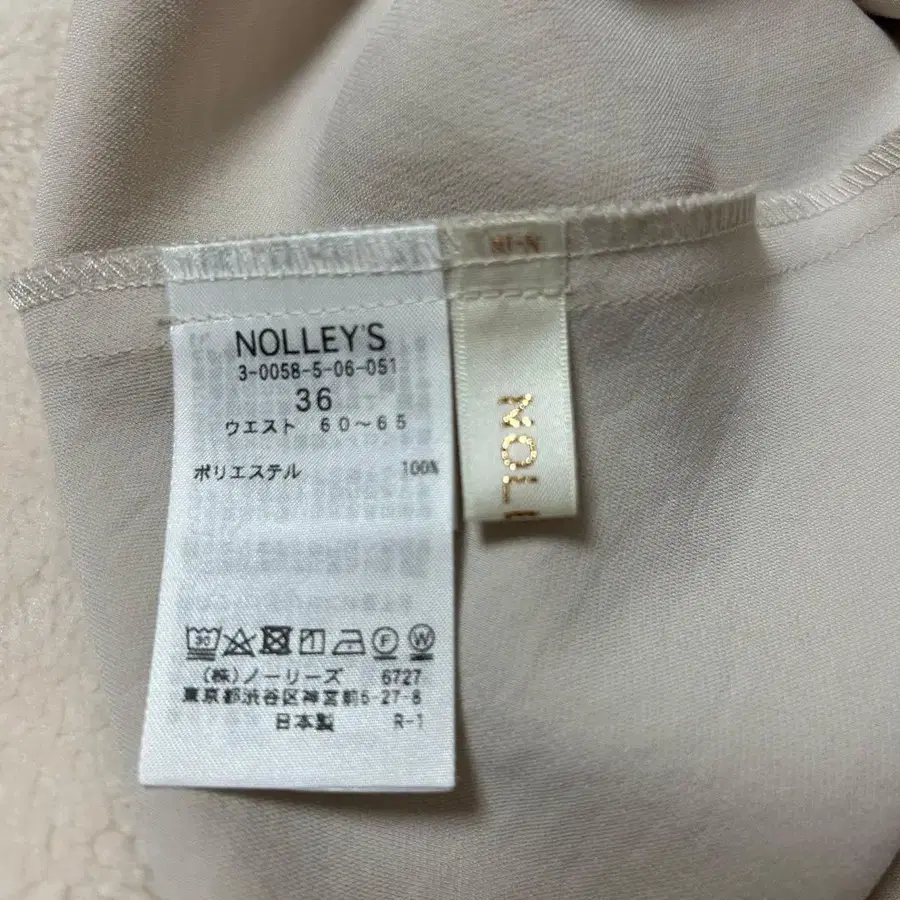 NOLLEY'S
3-0058-5-06-051
36
ウエスト 60~65
ポリエステル 100%
30
F W
(株)ノーリーズ 6727
東京都渋谷区神宮前5-27-8
日本製 R-1
NOL